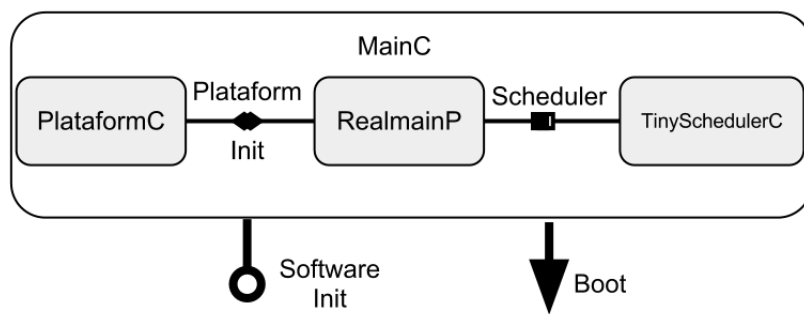 MainC
PlataformC
Plataform
Init
RealmainP
Scheduler
TinySchedulerC
Software
Init
Boot